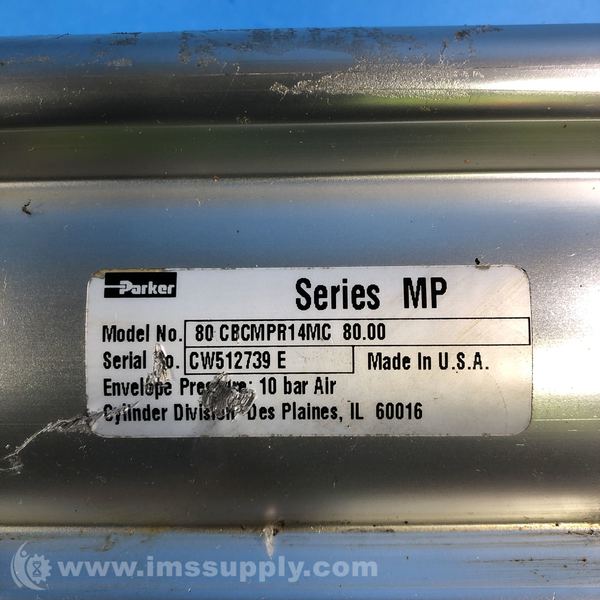 Parker
Series MP
Model No. 80 CBCMPR14MC 80.00
Serial No. CW512739 E
Made In U.S.A.
Envelope Pressure: 10 bar Air
Cylinder Division Des Plaines, IL 60016
www.imssupply.com